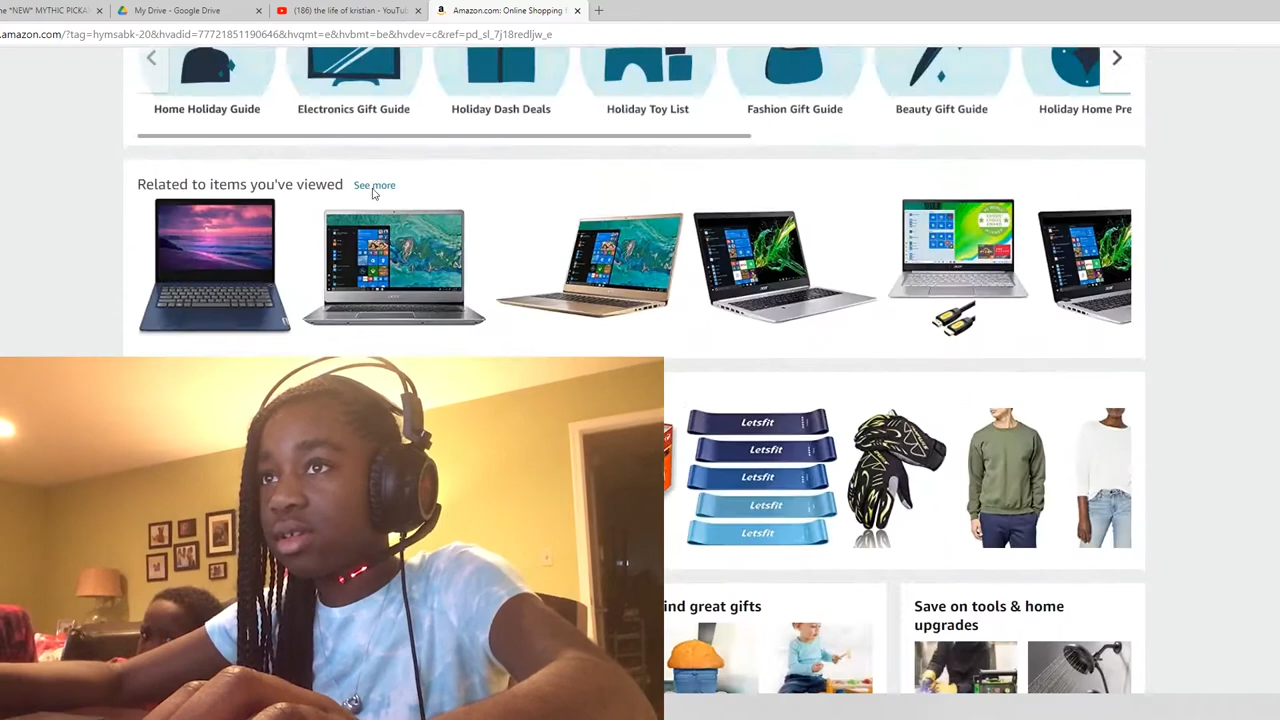 he "NEW" MYTHIC PICKA
My Drive - Google Drive
(186) the life of kristian - YouTu
Amazon.com: Online Shopping
.amazon.com/?tag=hymsabk-20&hvadid=77721851190646&hvqmt=e&hvbmt=be&hvdev=c&ref=pd_sl_7j18redljw_e
Home Holiday Guide
Electronics Gift Guide
Holiday Dash Deals
Holiday Toy List
Fashion Gift Guide
Beauty Gift Guide
Holiday Home Pre
Related to items you've viewed See more
Letsfit
Letsfit
Letsfit
Letsfit
Letsfit
ind great gifts
Save on tools & home
upgrades